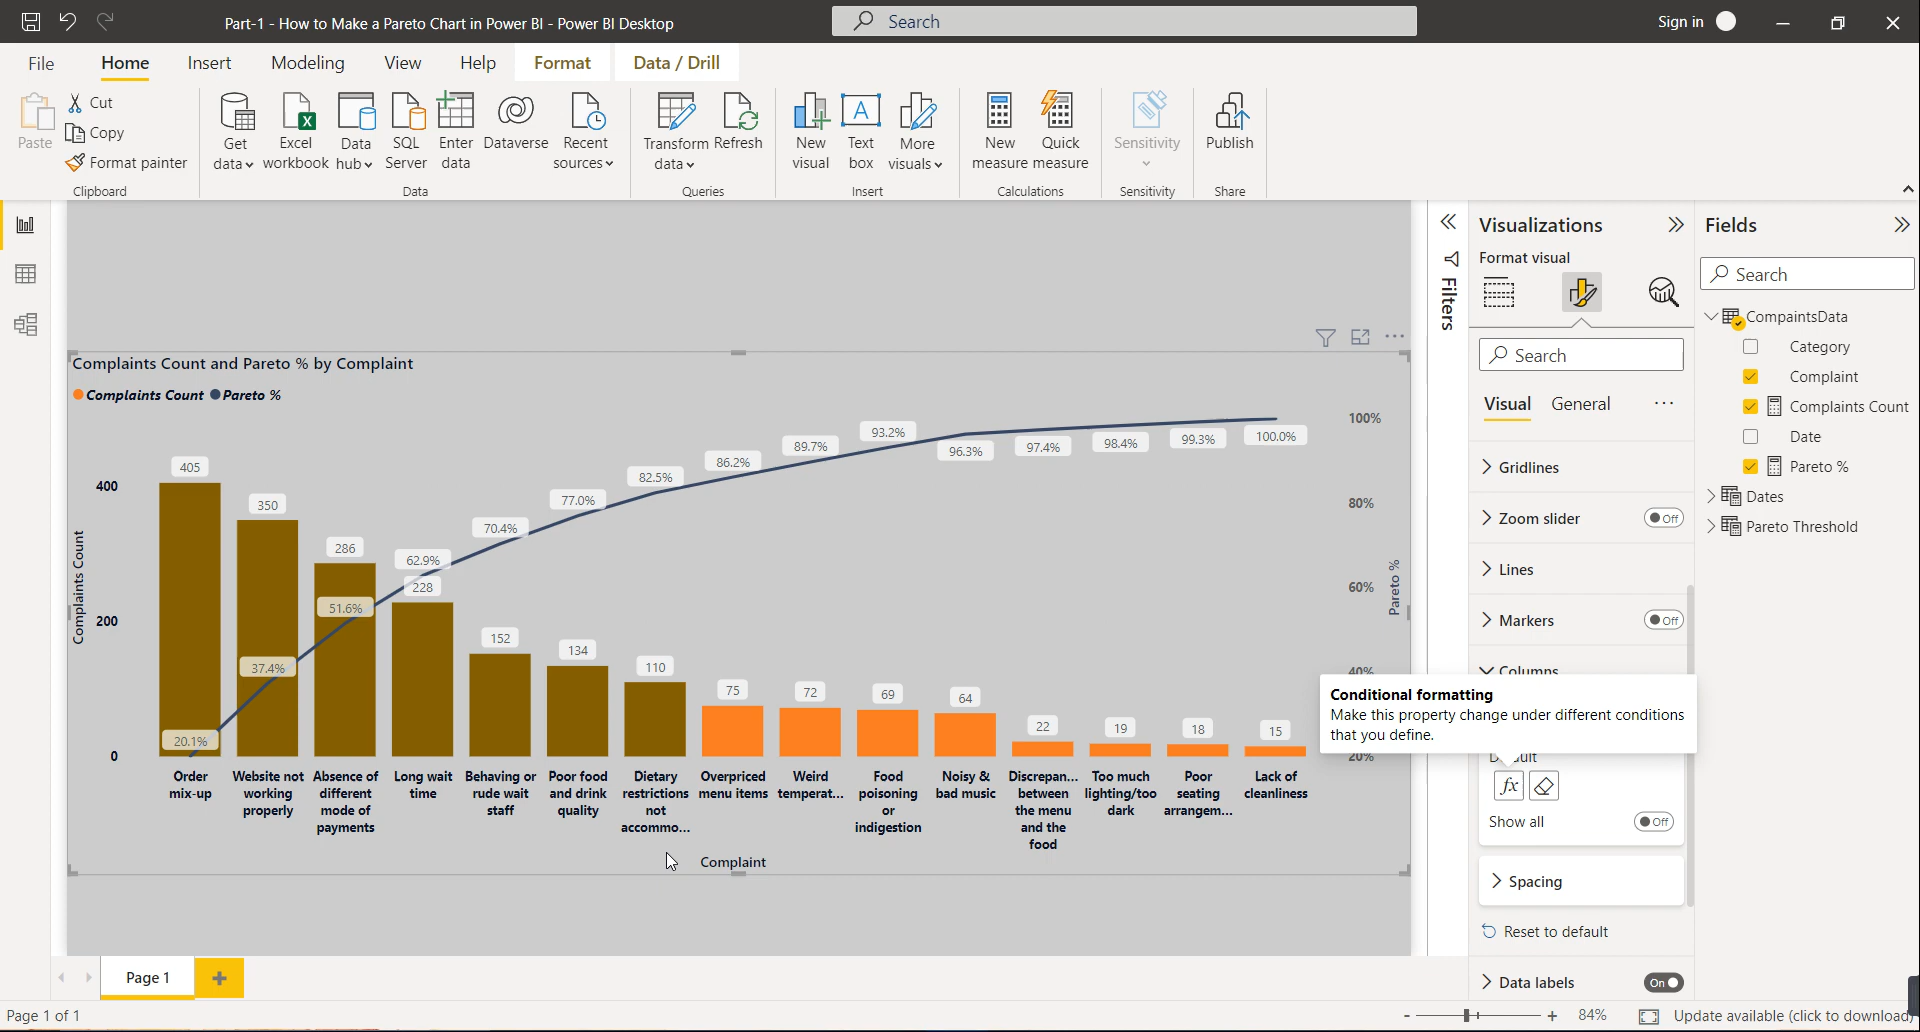 Part-1 - How to Make a Pareto Chart in Power BI - Power BI Desktop
Search
Sign in
File
Home
Insert
Modeling
View
Help
Format
Data / Drill
Paste
Cut
Copy
Format painter
Clipboard
Get data
Excel workbook
Data hub
SQL Server
Enter data
Dataverse
Recent sources
Data
Transform data
Refresh
Queries
New visual
Text box
More visuals
Insert
New measure
Quick measure
Calculations
Sensitivity
Sensitivity
Publish
Share
Complaints Count and Pareto % by Complaint
Complaints Count
Pareto %
Complaints Count
400
200
0
405
350
286
228
152
134
110
75
72
69
64
22
19
18
15
20.1%
37.4%
51.6%
62.9%
70.4%
77.0%
82.5%
86.2%
89.7%
93.2%
96.3%
97.4%
98.4%
99.3%
100.0%
100%
80%
60%
40%
20%
Pareto %
Order mix-up
Website not working properly
Absence of different mode of payments
Long wait time
Behaving or rude wait staff
Poor food and drink quality
Dietary restrictions not accommo...
Overpriced menu items
Weird temperat...
Food poisoning or indigestion
Noisy & bad music
Discrepan... between the menu and the food
Too much lighting/too dark
Poor seating arrangem...
Lack of cleanliness
Complaint
Filters
Visualizations
Format visual
Search
Visual
General
Gridlines
Zoom slider
Off
Lines
Markers
Off
Columns
Conditional formatting
Make this property change under different conditions
that you define.
fx
Show all
Off
Spacing
Reset to default
Data labels
On
Fields
Search
CompaintsData
Category
Complaint
Complaints Count
Date
Pareto %
Dates
Pareto Threshold
Page 1
Page 1 of 1
- + 84%
Update available (click to download)